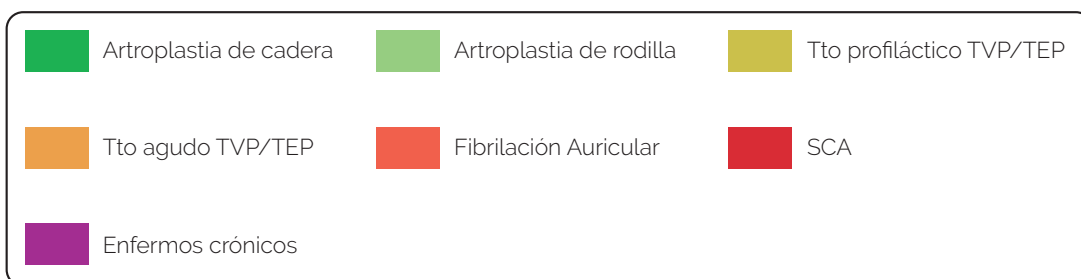 Artroplastia de cadera
Artroplastia de rodilla
Tto profiláctico TVP/TEP
Tto agudo TVP/TEP
Fibrilación Auricular
SCA
Enfermos crónicos